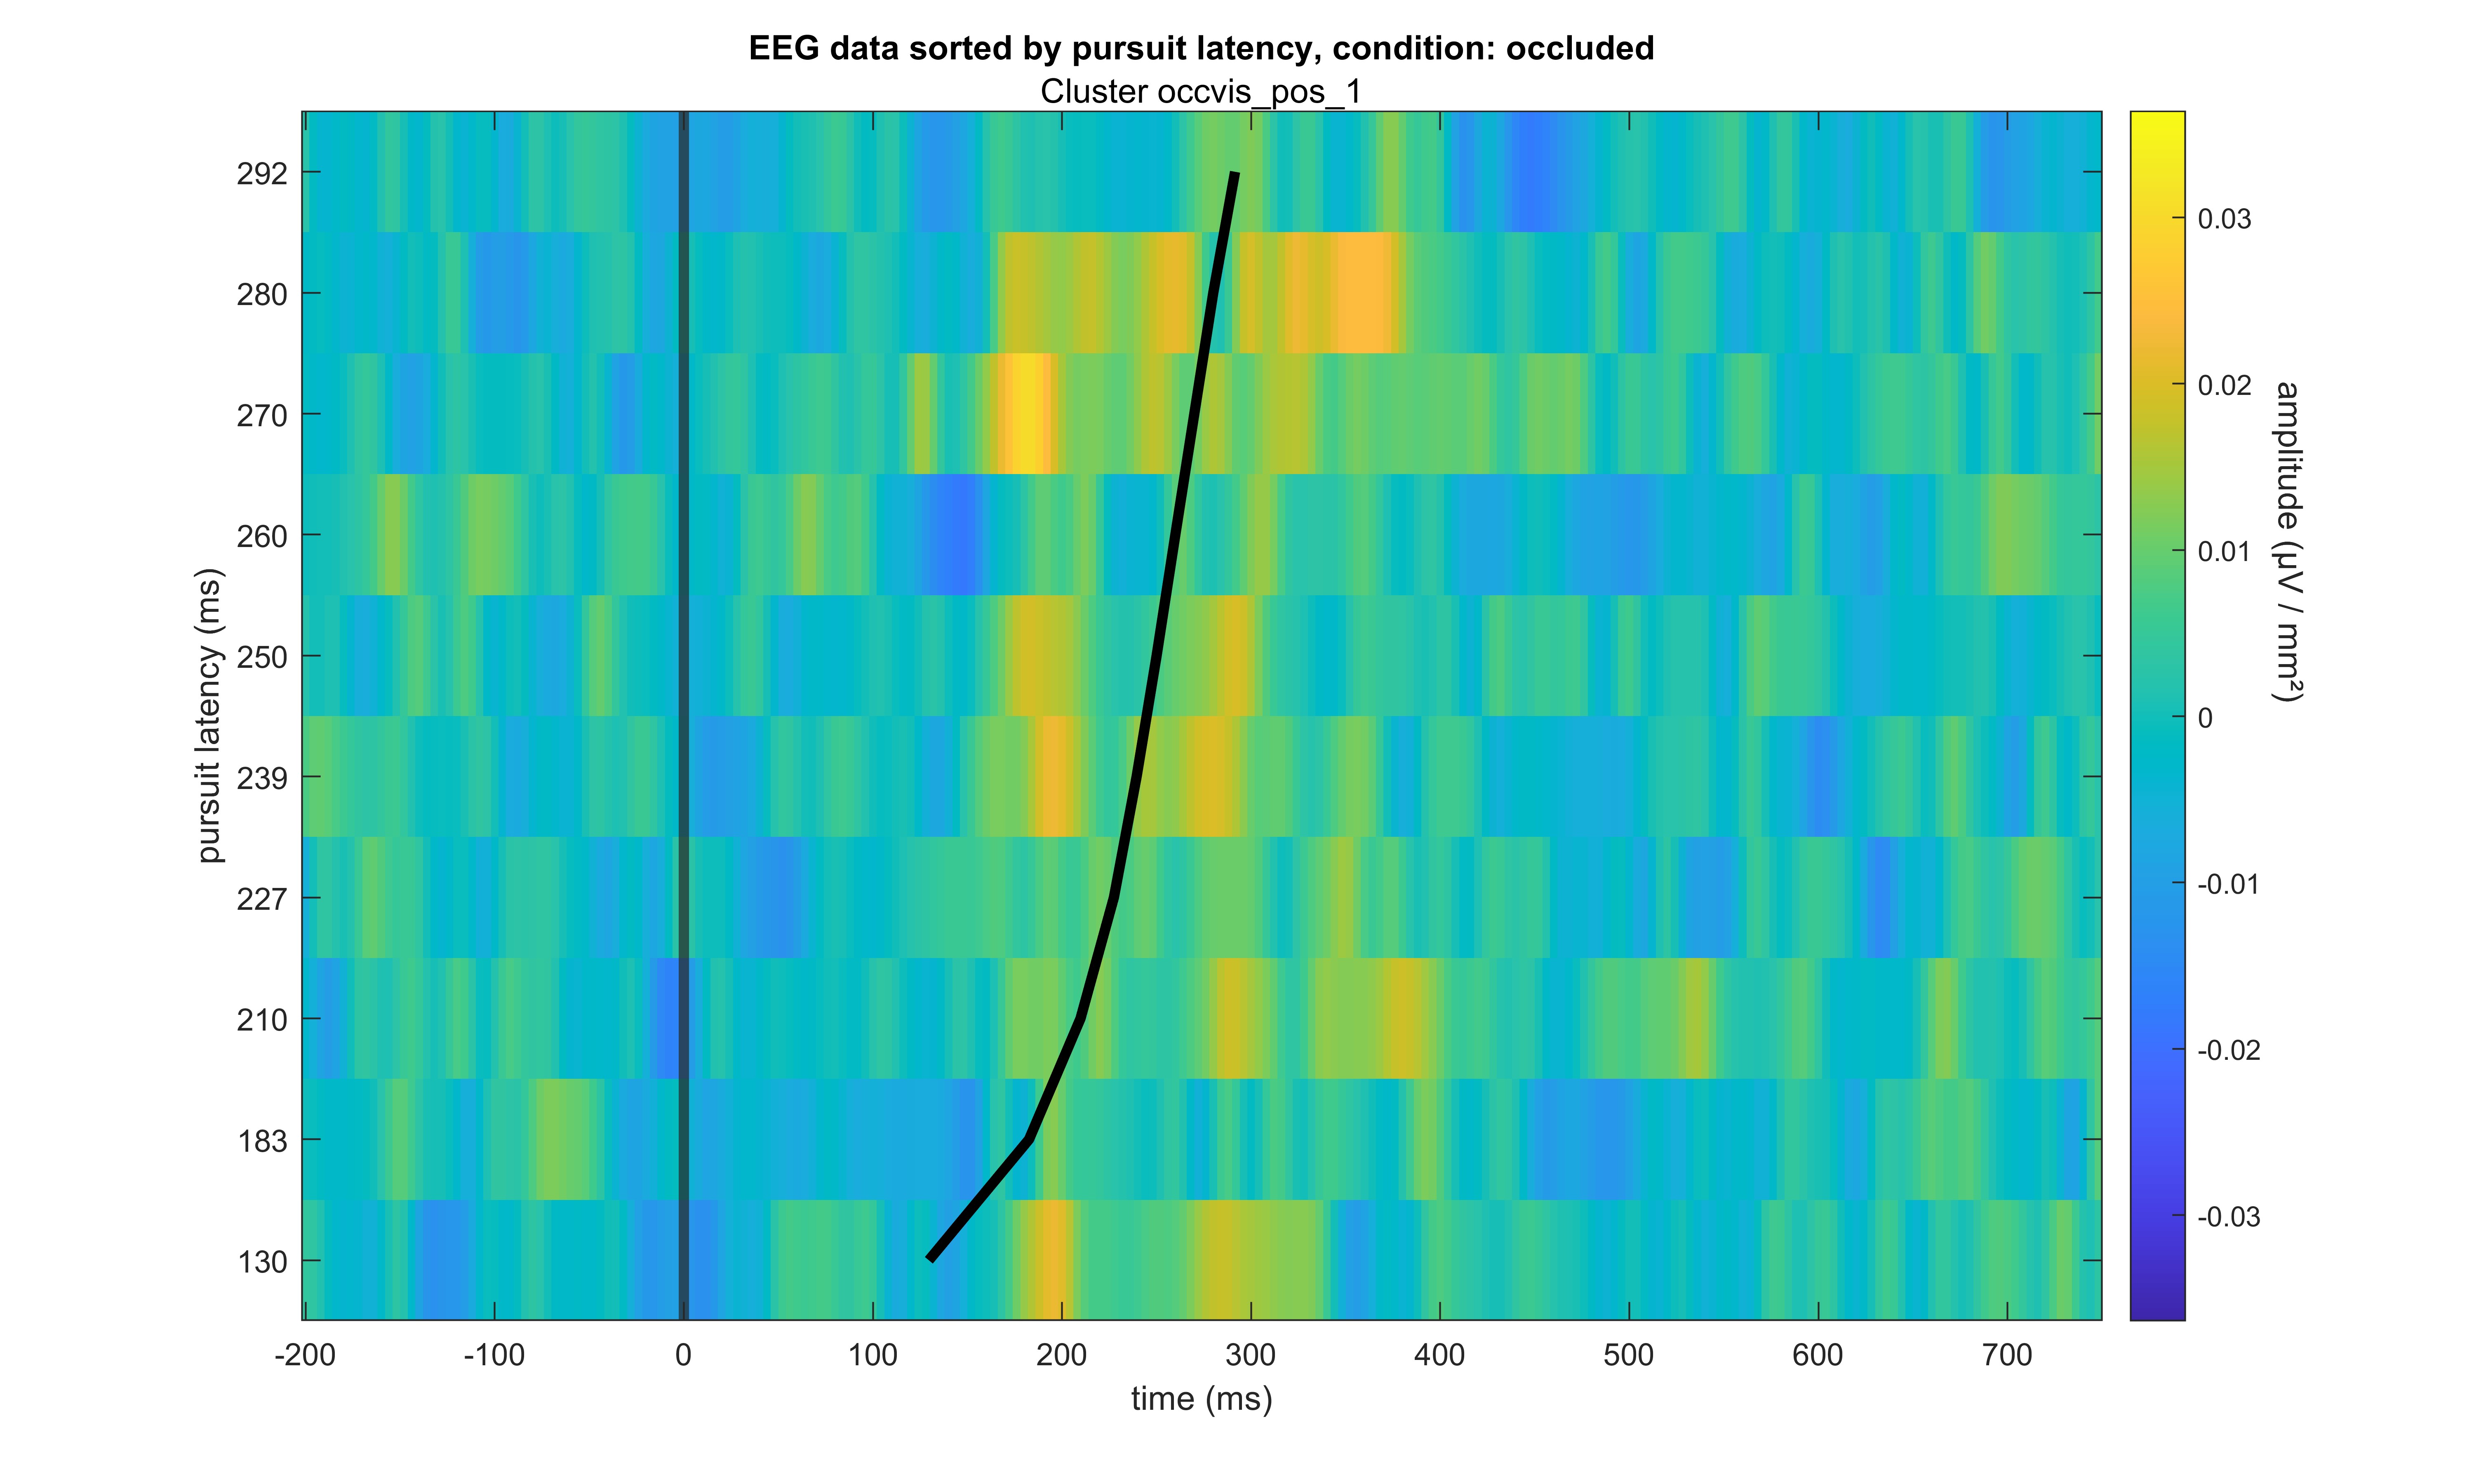 EEG data sorted by pursuit latency, condition: occluded
Cluster occvis_pos_1
pursuit latency (ms)
292
280
270
260
250
239
227
210
183
130
-200 -100 0 100 200 300 400 500 600 700
time (ms)
0.03
0.02
0.01
0
-0.01
-0.02
-0.03
amplitude (µV / mm²)